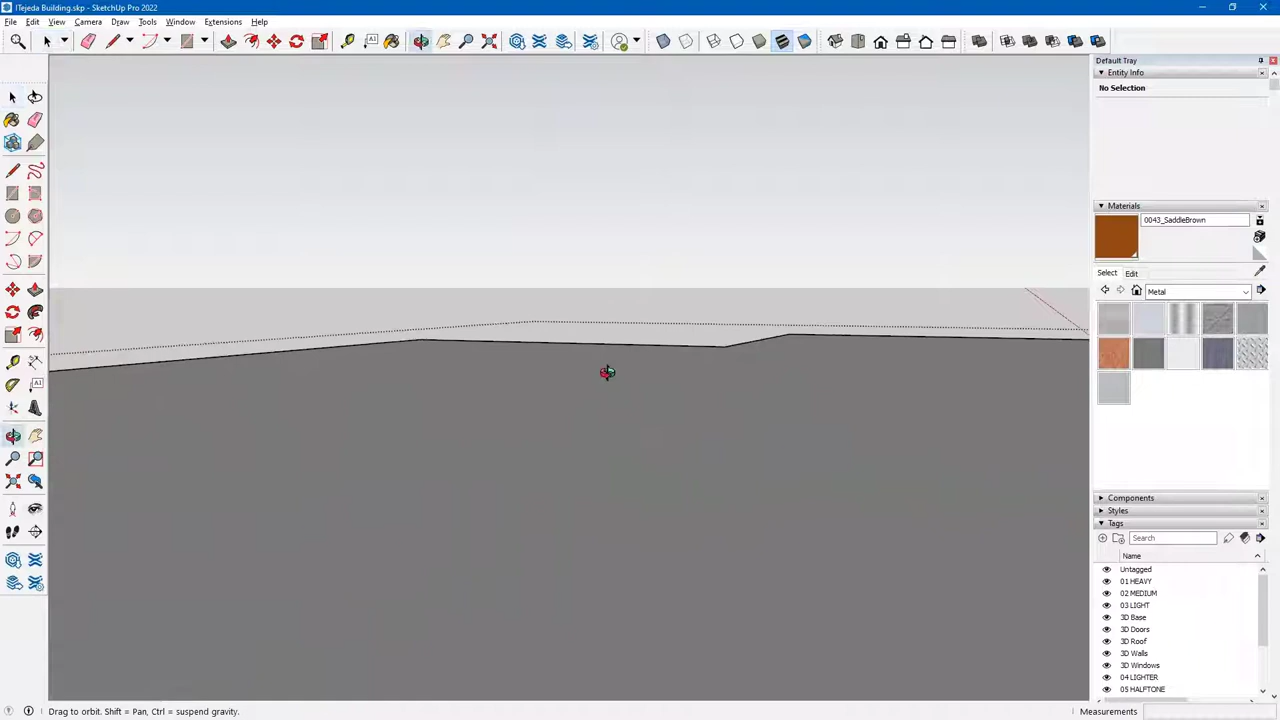 ITejeda Building.skp - SketchUp Pro 2022
File Edit View Camera Draw Tools Window Extensions Help
Default Tray
Entity Info
No Selection
Materials
0043_SaddleBrown
Select Edit
Metal
Components
Styles
Tags
Search
Name
Untagged
01 HEAVY
02 MEDIUM
03 LIGHT
3D Base
3D Doors
3D Roof
3D Walls
3D Windows
04 LIGHTER
05 HALFTONE
Drag to orbit. Shift = Pan, Ctrl = suspend gravity.
Measurements